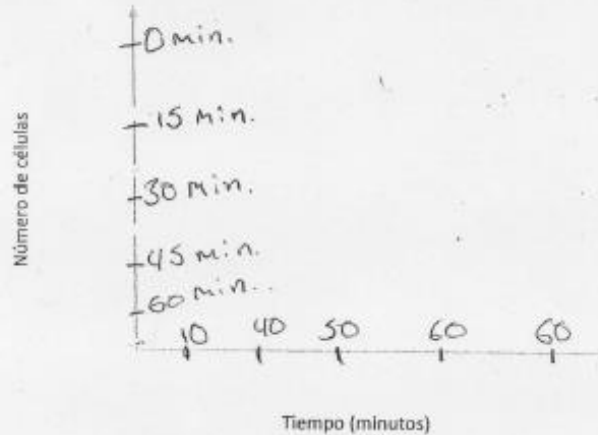 Número de células
0 min.
15 min.
30 min.
45 min.
60 min..
10 40 50 60 60
Tiempo (minutos)